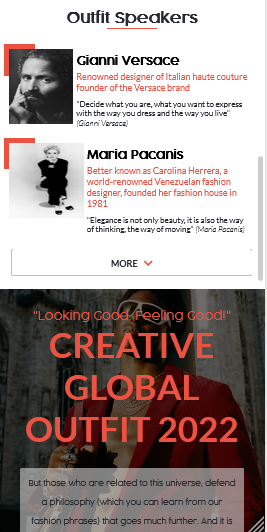 Outfit Speakers
Gianni Versace
Renowned designer of Italian haute couture
founder of the Versace brand
"Decide what you are, what you want to express
with the way you dress and the way you live"
(Gianni Versace)
Maria Pacanis
Better known as Carolina Herrera, a
world-renowned Venezuelan fashion
designer, founded her fashion house in
1981
"Elegance is not only beauty, it is also the way
of thinking, the way of moving" (Maria Pacanis)
MORE
"Looking Good, Feeling Good!"
CREATIVE
GLOBAL
OUTFIT 2022
But those who are related to this universe, defend
a philosophy (which you can learn from our
fashion phrases) that goes much further. And it is